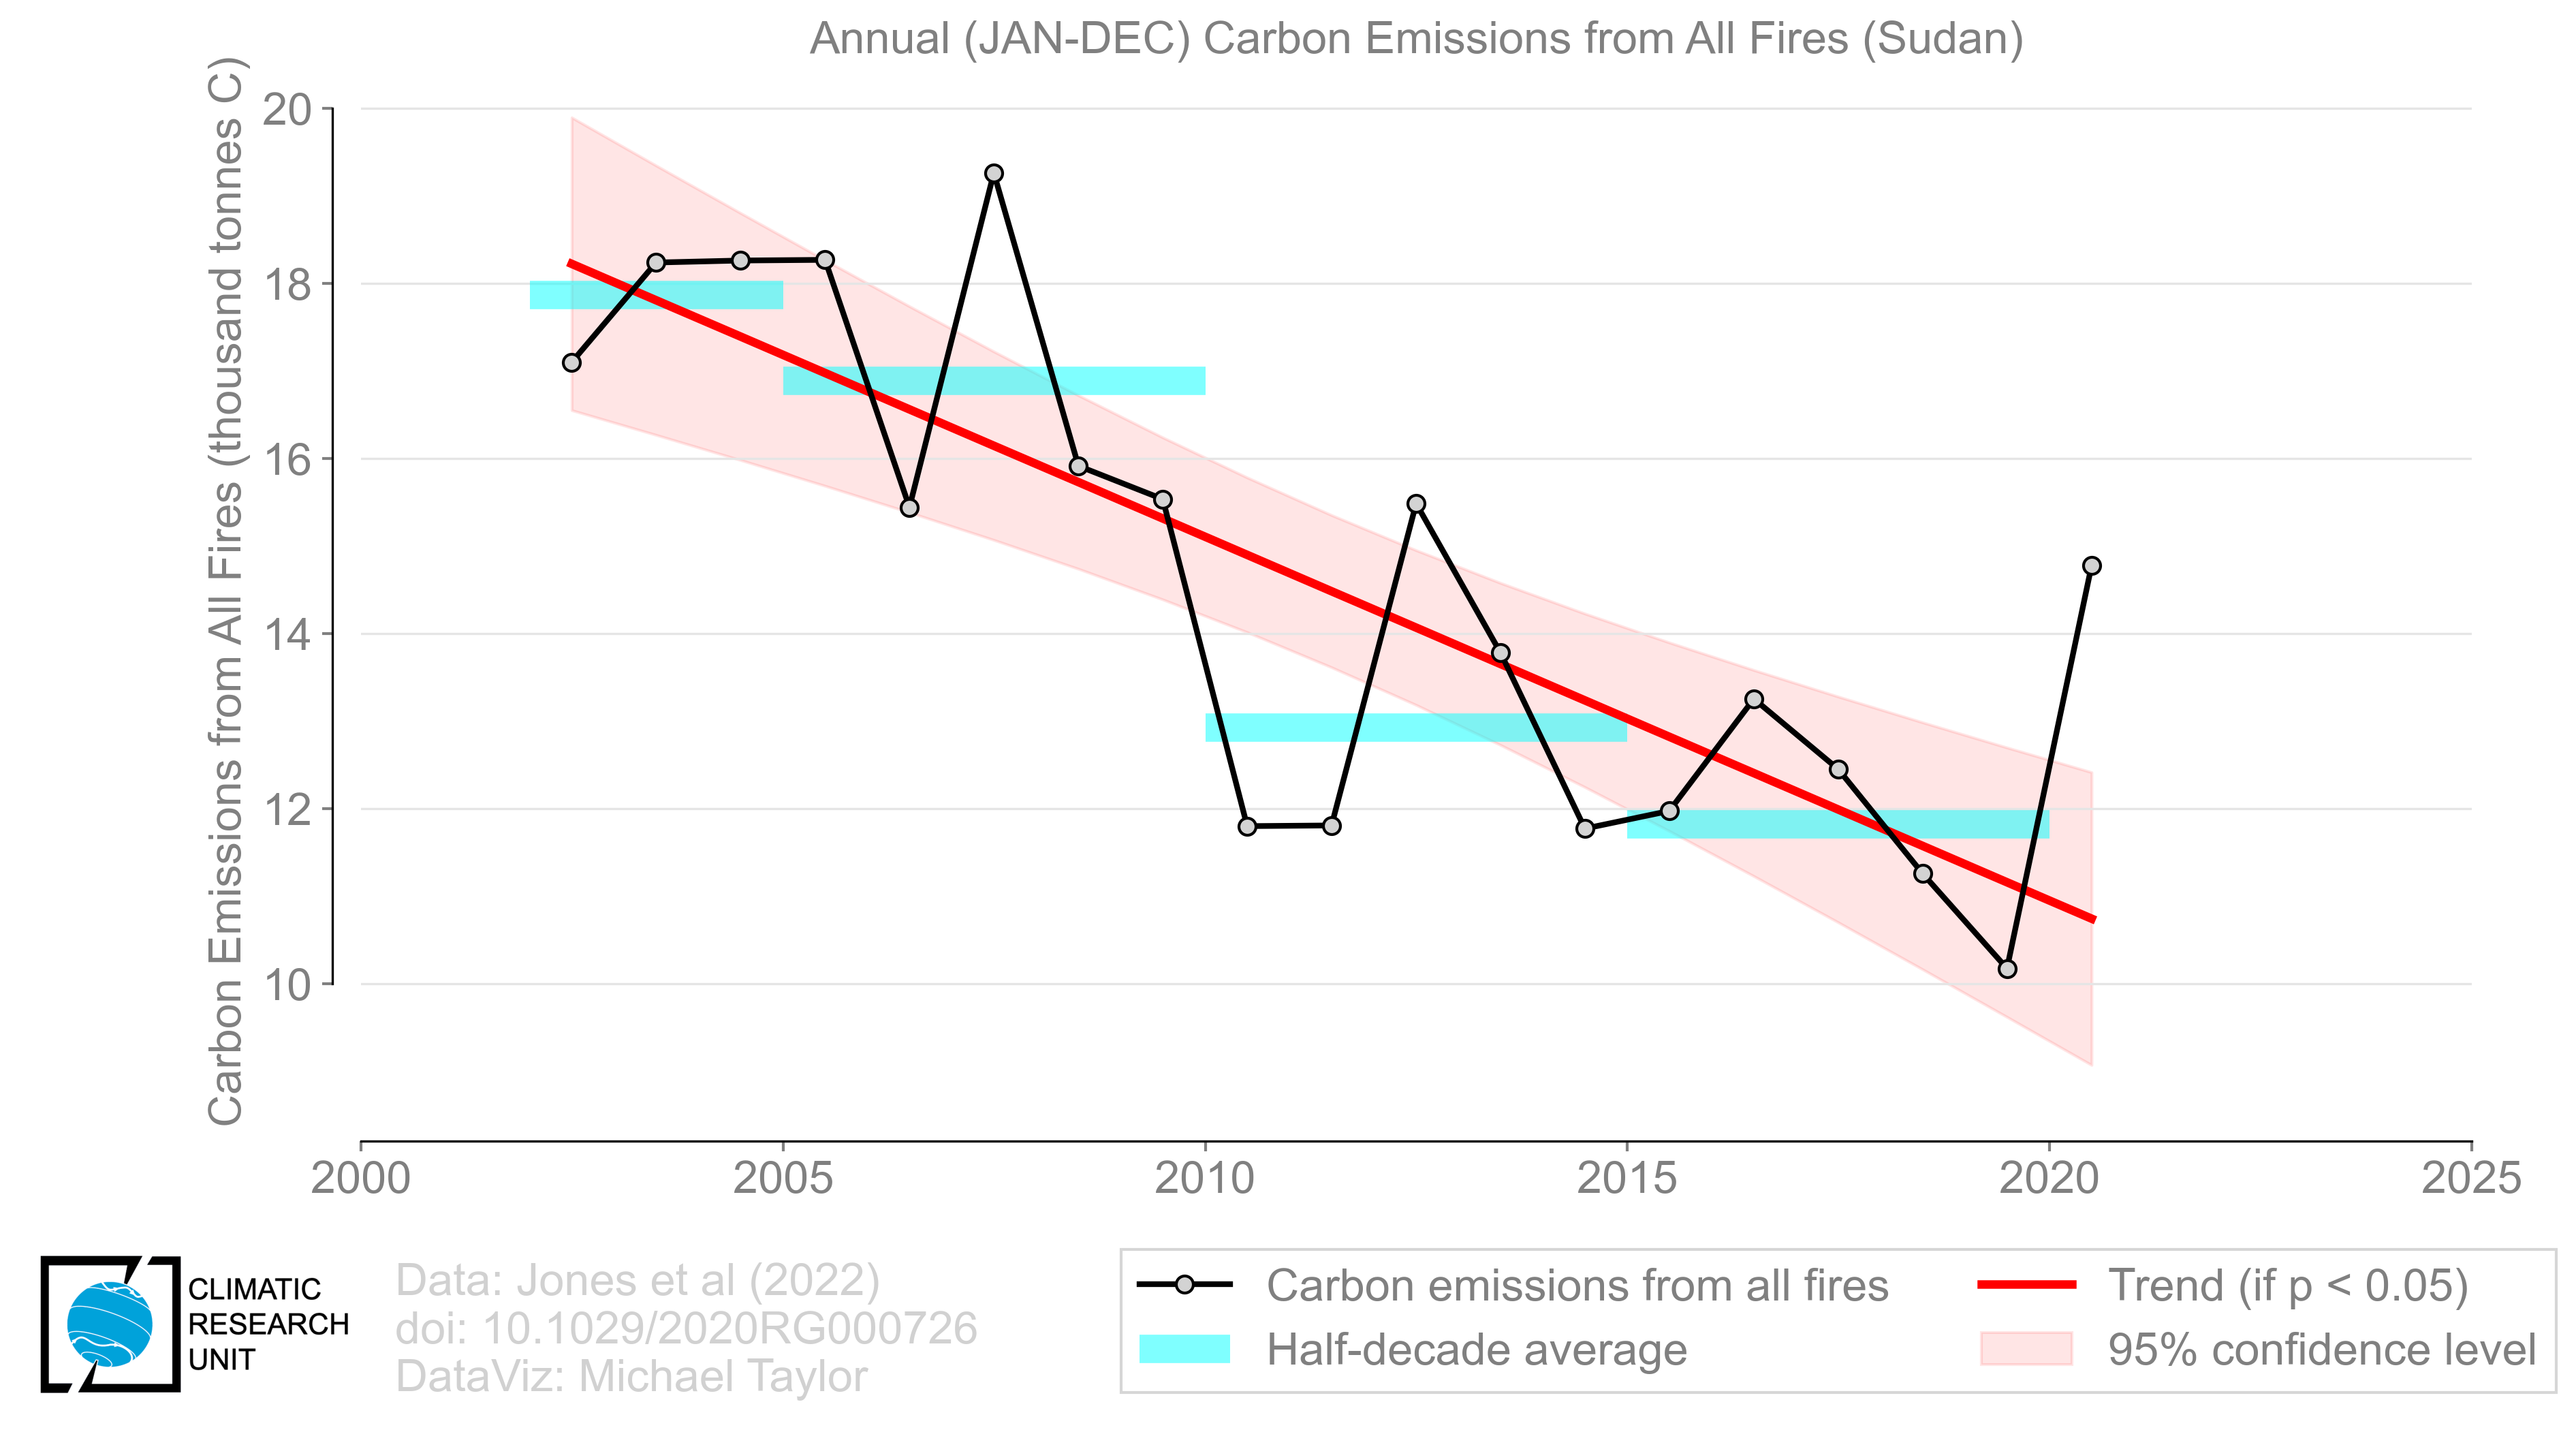 Annual (JAN-DEC) Carbon Emissions from All Fires (Sudan)
Carbon Emissions from All Fires (thousand tonnes C)
20
18
16
14
12
10
2000 2005 2010 2015 2020 2025
CLIMATIC
RESEARCH
UNIT
Data: Jones et al (2022)
doi: 10.1029/2020RG000726
DataViz: Michael Taylor
Carbon emissions from all fires
Half-decade average
Trend (if p < 0.05)
95% confidence level